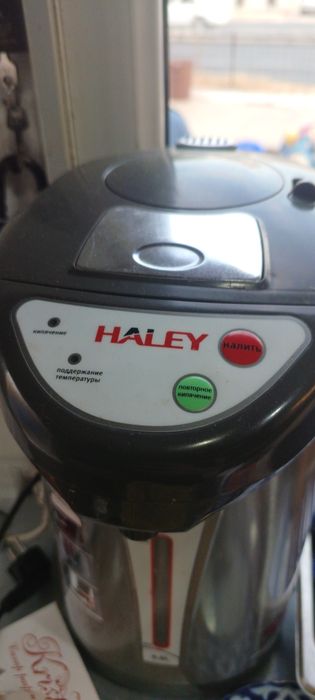 кипячение
HALEY
налить
поддержание
температуры
повторное
кипячение